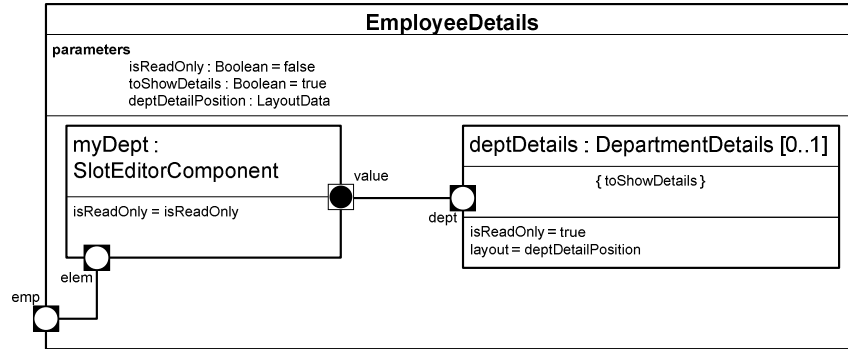 EmployeeDetails
parameters
isReadOnly : Boolean = false
toShowDetails : Boolean = true
deptDetailPosition : LayoutData
myDept :
SlotEditorComponent
isReadOnly = isReadOnly
value
deptDetails : DepartmentDetails [0..1]
{ toShowDetails }
dept
isReadOnly = true
layout = deptDetailPosition
elem
emp